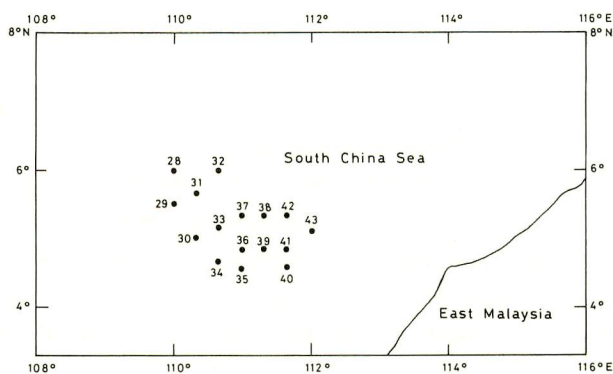 108° 110° 112° 114° 116°E
8°N 8°N
South China Sea
28 32
6° 6°
31
29
37 38 42
33 43
30
36 39 41
34
35 40
4° 4°
East Malaysia
108° 110° 112° 114° 116°E